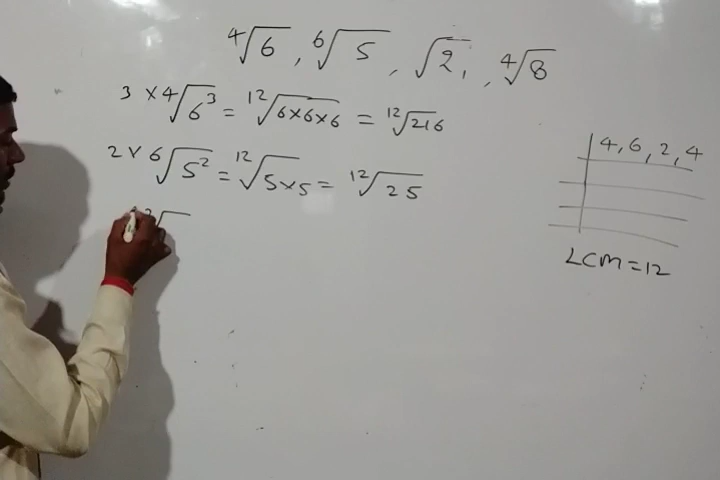 ⁴√6, ⁶√5, √2, ⁴√8
3×4√6³ = ¹²√6×6×6 = ¹²√216
2×6√5² = ¹²√5×5 = ¹²√25
√
4, 6, 2, 4
LCM=12